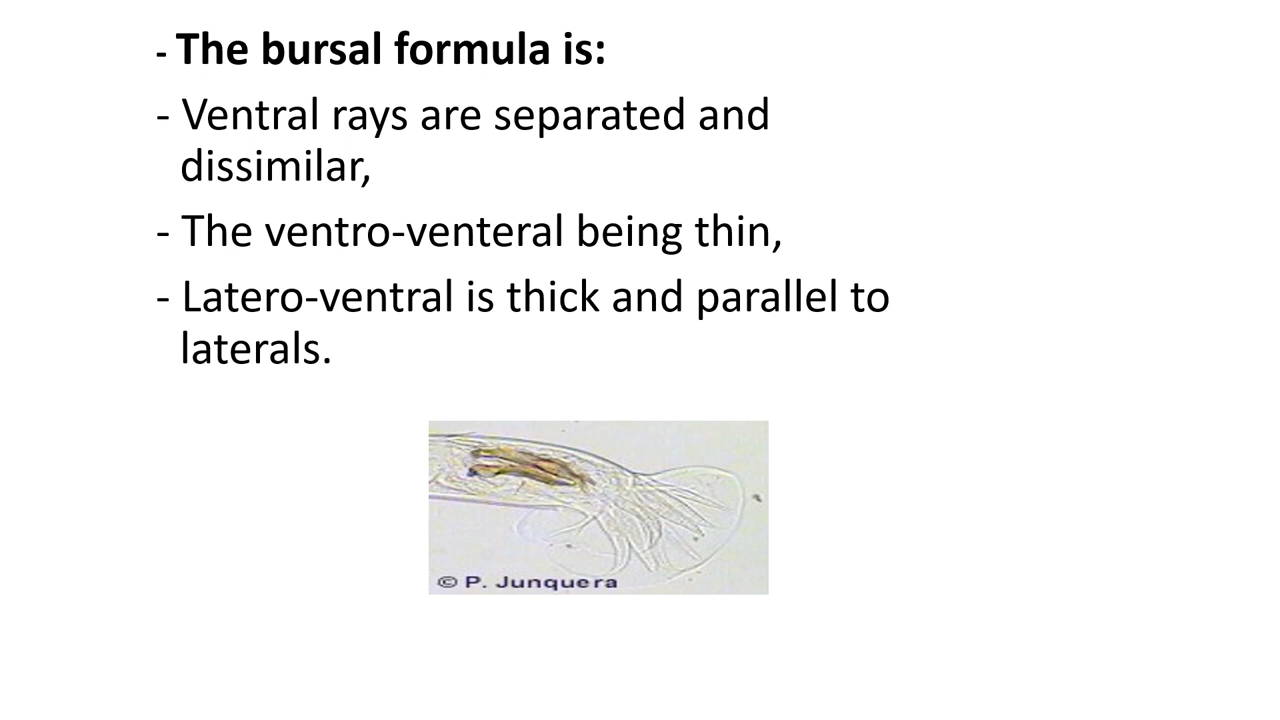 - The bursal formula is:
- Ventral rays are separated and
dissimilar,
- The ventro-venteral being thin,
- Latero-ventral is thick and parallel to
laterals.
© P. Junquera